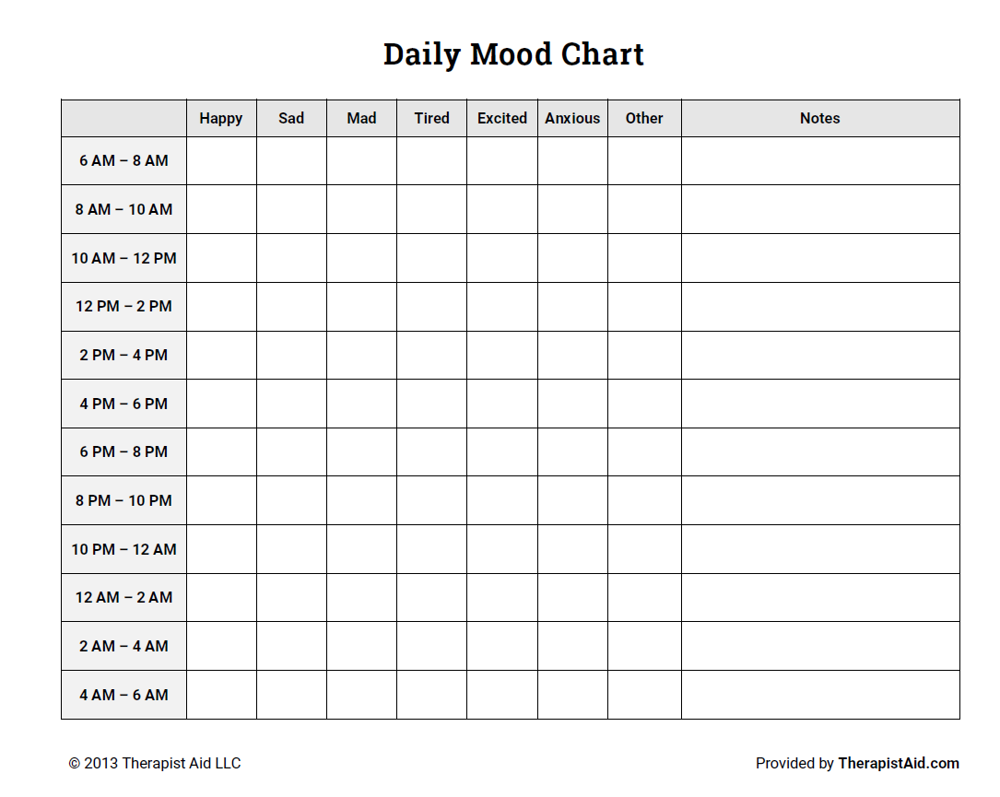 Daily Mood Chart
Happy Sad Mad Tired Excited Anxious Other Notes
6 AM – 8 AM
8 AM – 10 AM
10 AM – 12 PM
12 PM – 2 PM
2 PM – 4 PM
4 PM – 6 PM
6 PM – 8 PM
8 PM – 10 PM
10 PM – 12 AM
12 AM – 2 AM
2 AM – 4 AM
4 AM – 6 AM
© 2013 Therapist Aid LLC Provided by TherapistAid.com